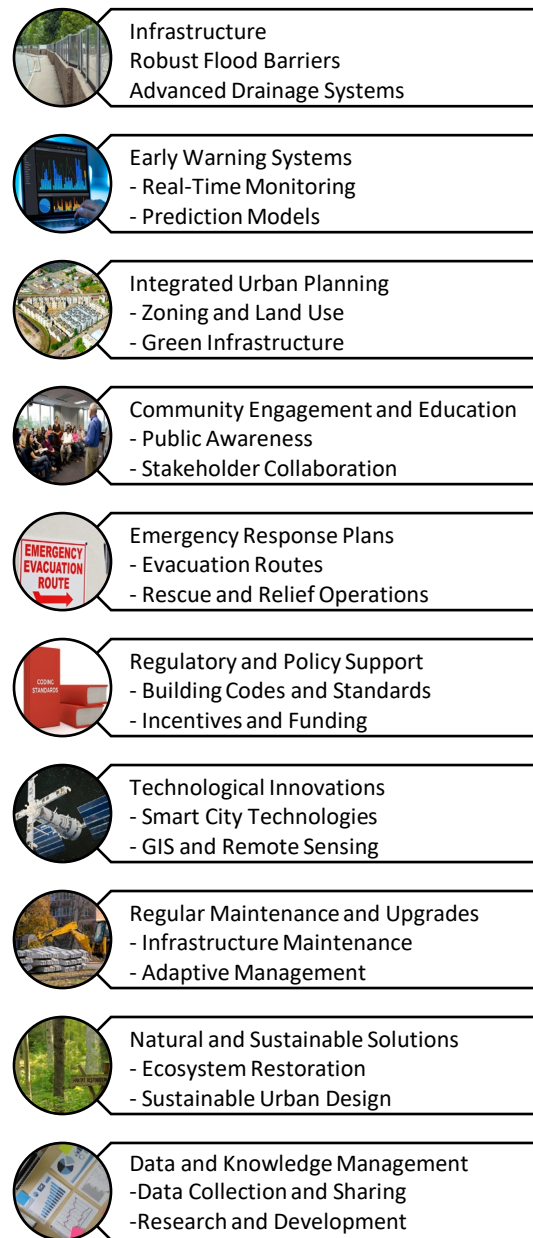 Infrastructure
Robust Flood Barriers
Advanced Drainage Systems
Early Warning Systems
- Real-Time Monitoring
- Prediction Models
Integrated Urban Planning
- Zoning and Land Use
- Green Infrastructure
Community Engagement and Education
- Public Awareness
- Stakeholder Collaboration
EMERGENCY
EVACUATION
ROUTE
Emergency Response Plans
- Evacuation Routes
- Rescue and Relief Operations
CODING
STANDARDS
Regulatory and Policy Support
- Building Codes and Standards
- Incentives and Funding
Technological Innovations
- Smart City Technologies
- GIS and Remote Sensing
Regular Maintenance and Upgrades
- Infrastructure Maintenance
- Adaptive Management
Natural and Sustainable Solutions
- Ecosystem Restoration
- Sustainable Urban Design
Data and Knowledge Management
-Data Collection and Sharing
-Research and Development